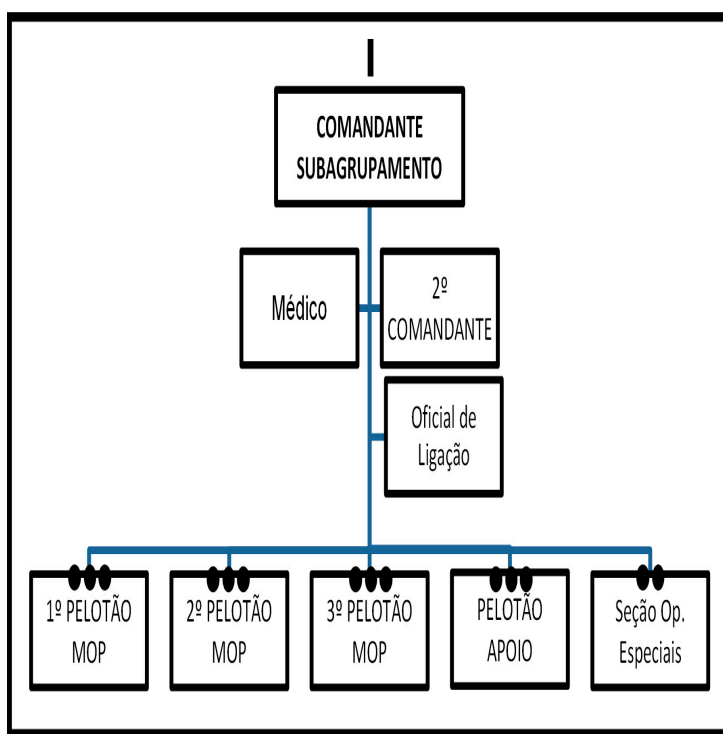 I
COMANDANTE
SUBAGRUPAMENTO
Médico
2º
COMANDANTE
Oficial de
Ligação
1º PELOTÃO
MOP
2º PELOTÃO
MOP
3º PELOTÃO
MOP
PELOTÃO
APOIO
Seção Op.
Especiais